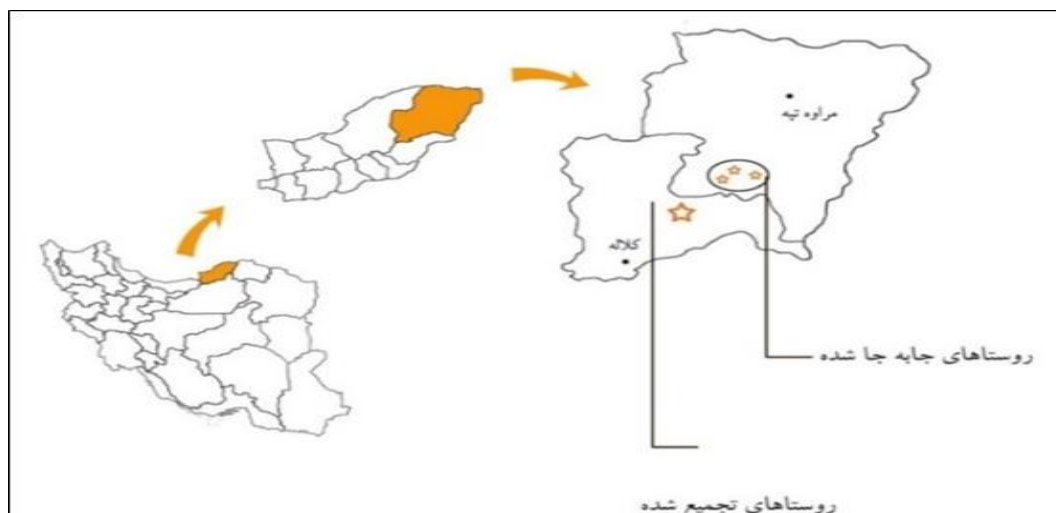 مراوه تپه
کلاله
روستاهای جابه جا شده
روستاهای تجمیع شده